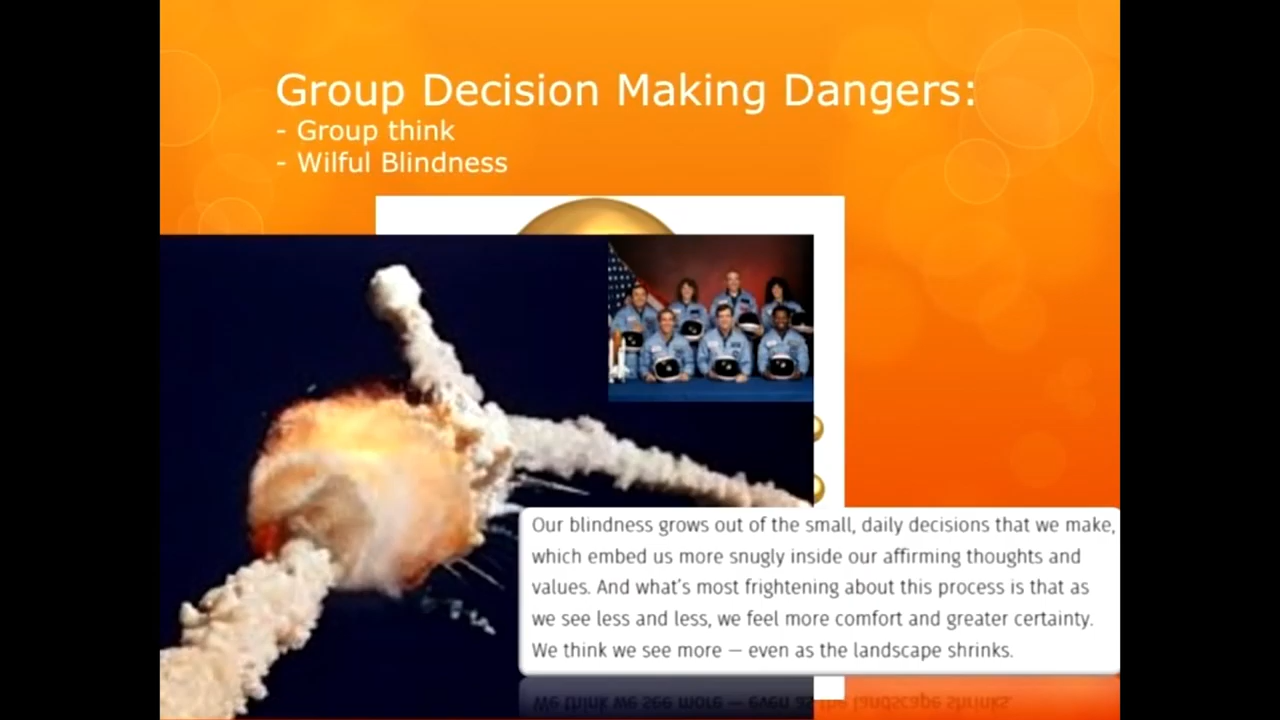 Group Decision Making Dangers:
- Group think
- Wilful Blindness
Our blindness grows out of the small, daily decisions that we make,
which embed us more snugly inside our affirming thoughts and
values. And what's most frightening about this process is that as
we see less and less, we feel more comfort and greater certainty.
We think we see more — even as the landscape shrinks.